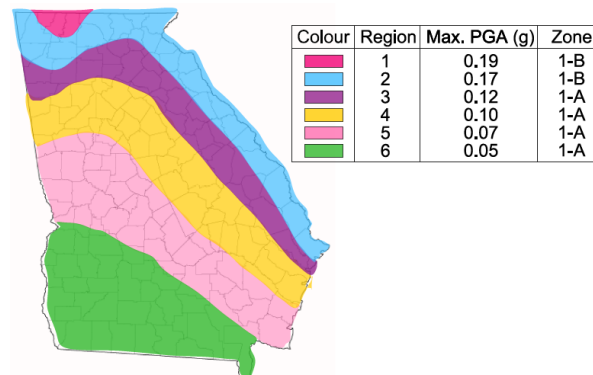 Colour Region Max. PGA (g) Zone
1 0.19 1-B
2 0.17 1-B
3 0.12 1-A
4 0.10 1-A
5 0.07 1-A
6 0.05 1-A